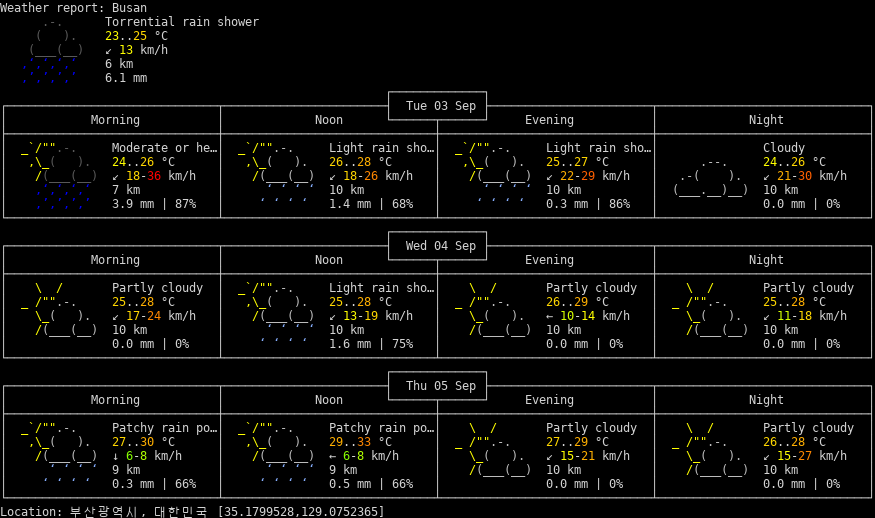 Weather report: Busan
Torrential rain shower
23..25 °C
↙ 13 km/h
6 km
6.1 mm
Tue 03 Sep
Morning Noon Evening Night
Moderate or he… Light rain sho… Light rain sho… Cloudy
24..26 °C 26..28 °C 25..27 °C 24..26 °C
↙ 18-36 km/h ↙ 18-26 km/h ↙ 22-29 km/h ↙ 21-30 km/h
7 km 10 km 10 km 10 km
3.9 mm | 87% 1.4 mm | 68% 0.3 mm | 86% 0.0 mm | 0%
Wed 04 Sep
Morning Noon Evening Night
Partly cloudy Light rain sho… Partly cloudy Partly cloudy
25..28 °C 25..28 °C 26..29 °C 25..28 °C
↙ 17-24 km/h ↙ 13-19 km/h ← 10-14 km/h ↙ 11-18 km/h
10 km 10 km 10 km 10 km
0.0 mm | 0% 1.6 mm | 75% 0.0 mm | 0% 0.0 mm | 0%
Thu 05 Sep
Morning Noon Evening Night
Patchy rain po… Patchy rain po… Partly cloudy Partly cloudy
27..30 °C 29..33 °C 27..29 °C 26..28 °C
↓ 6-8 km/h ← 6-8 km/h ↙ 15-21 km/h ↙ 15-27 km/h
9 km 9 km 10 km 10 km
0.3 mm | 66% 0.5 mm | 66% 0.0 mm | 0% 0.0 mm | 0%
Location: 부산광역시, 대한민국 [35.1799528,129.0752365]